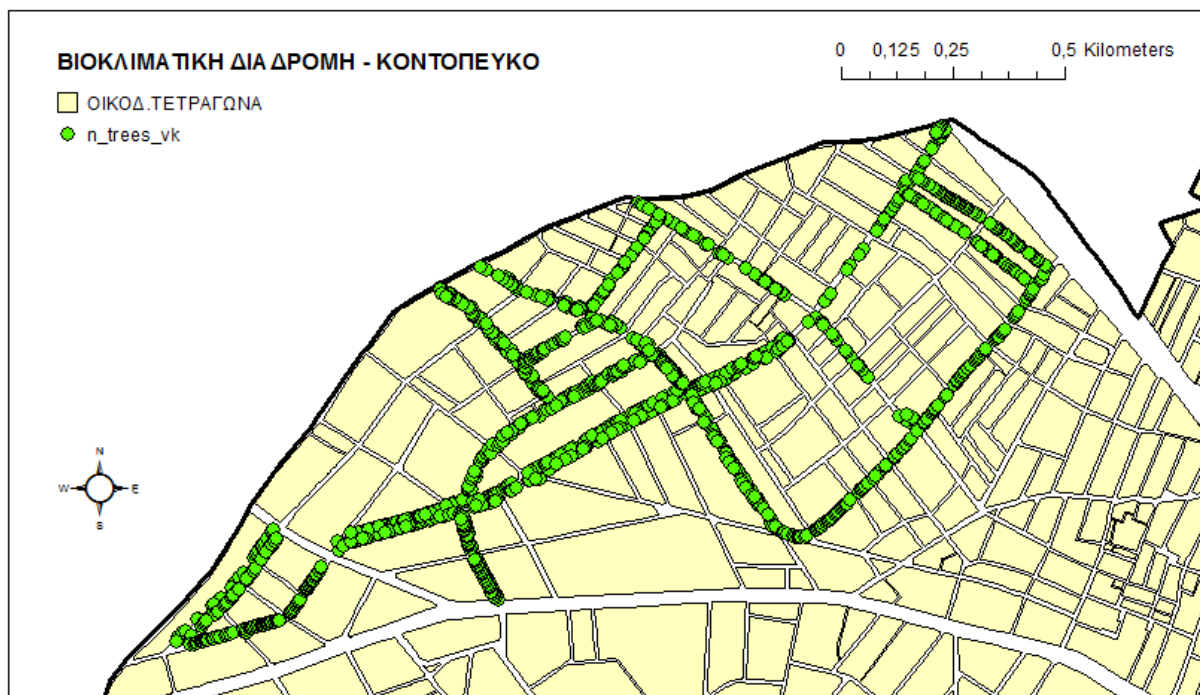 ΒΙΟΚΛΙΜΑΤΙΚΗ ΔΙΑΔΡΟΜΗ - ΚΟΝΤΟΠΕΥΚΟ
0 0,125 0,25 0,5 Kilometers
ΟΙΚΟΔ.ΤΕΤΡΑΓΩΝΑ
n_trees_vk
N
W E
S